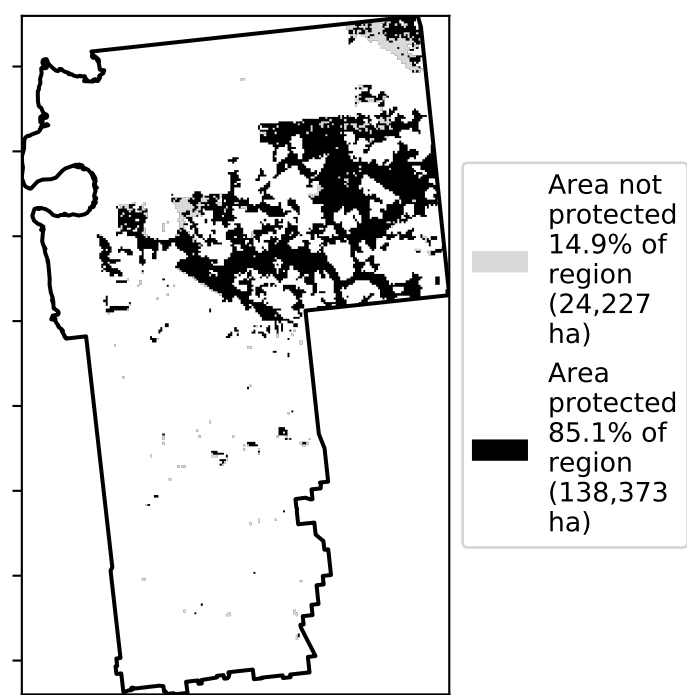 Area not
protected
14.9% of
region
(24,227
ha)
Area
protected
85.1% of
region
(138,373
ha)